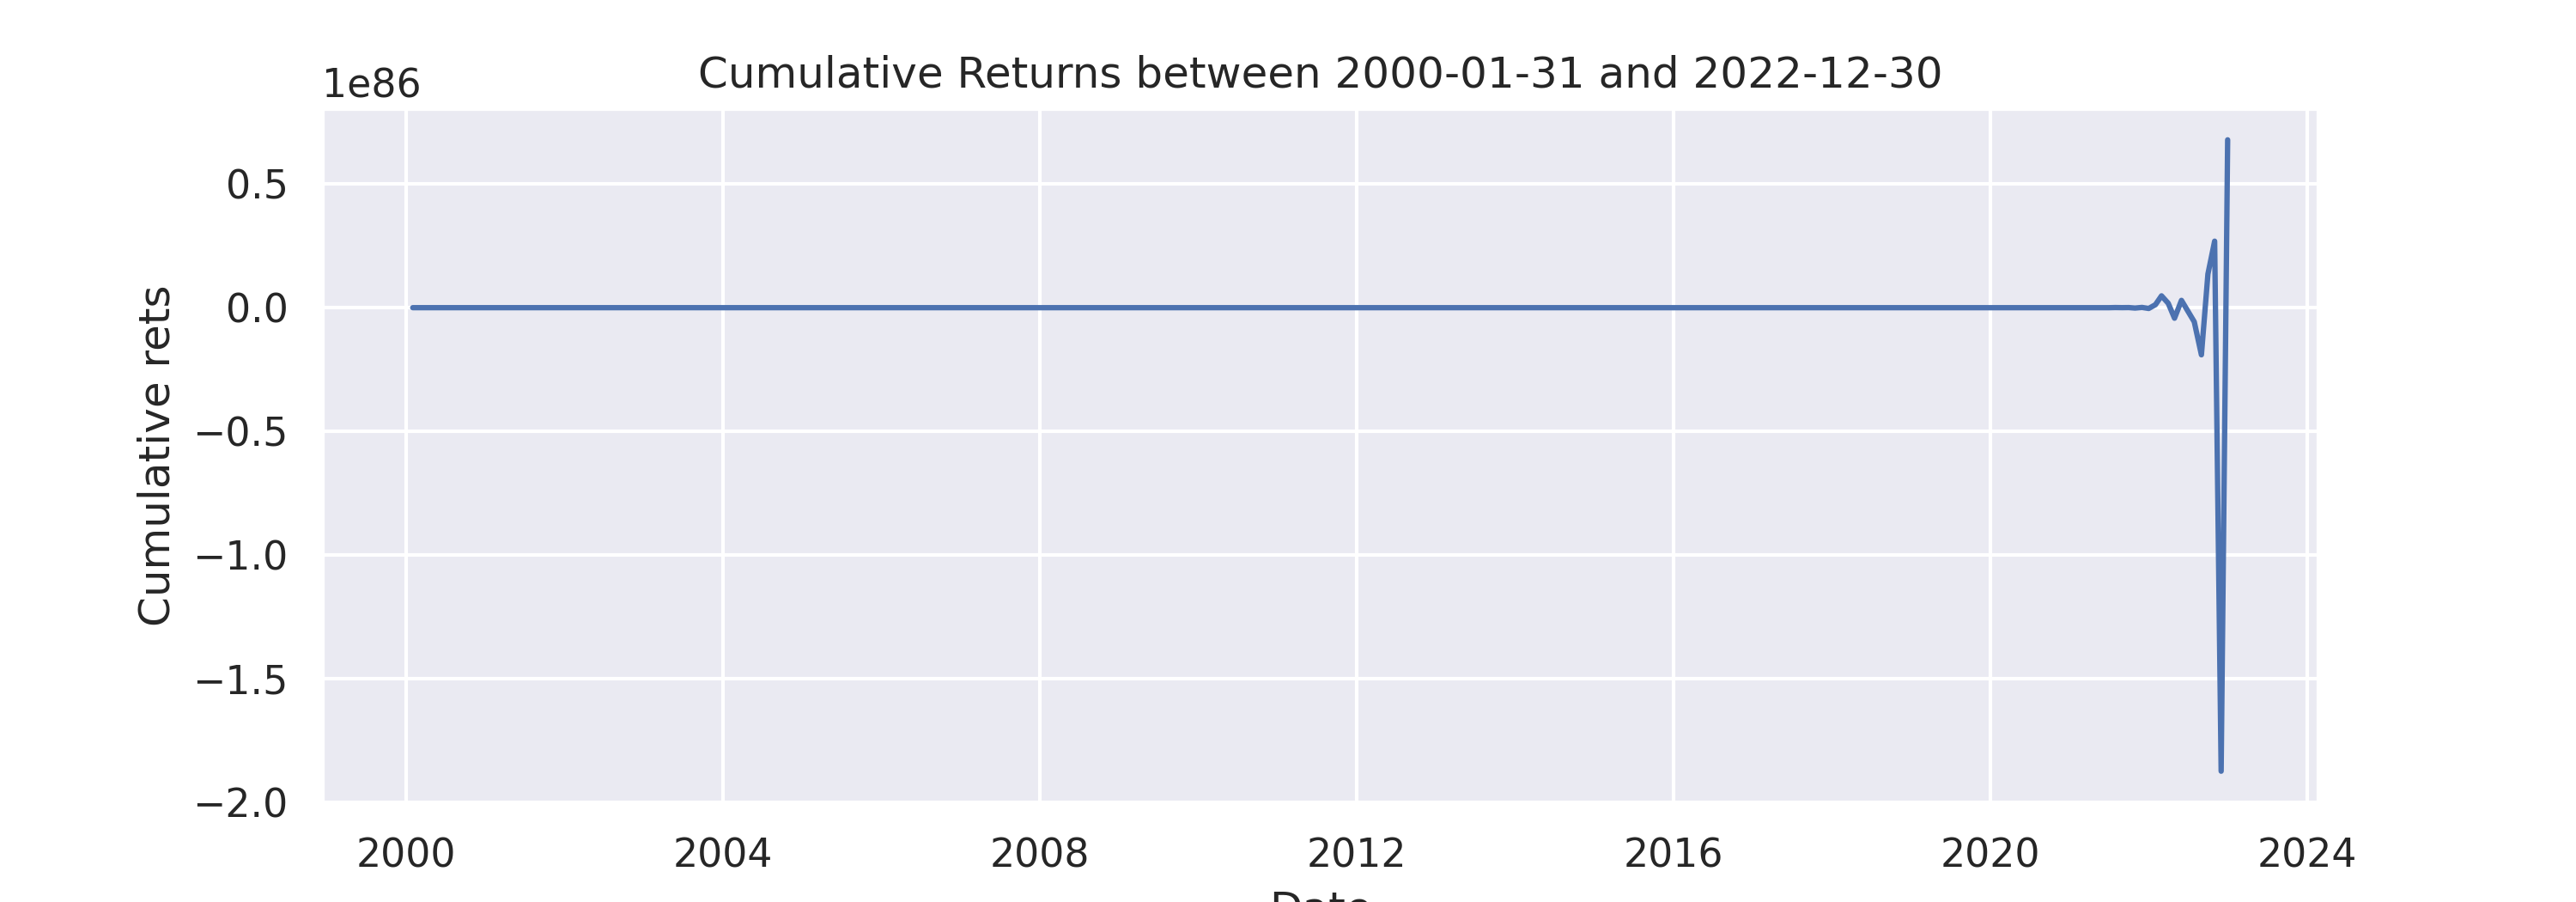 Cumulative Returns between 2000-01-31 and 2022-12-30
1e86
0.5
0.0
−0.5
−1.0
−1.5
−2.0
Cumulative rets
2000 2004 2008 2012 2016 2020 2024
Date